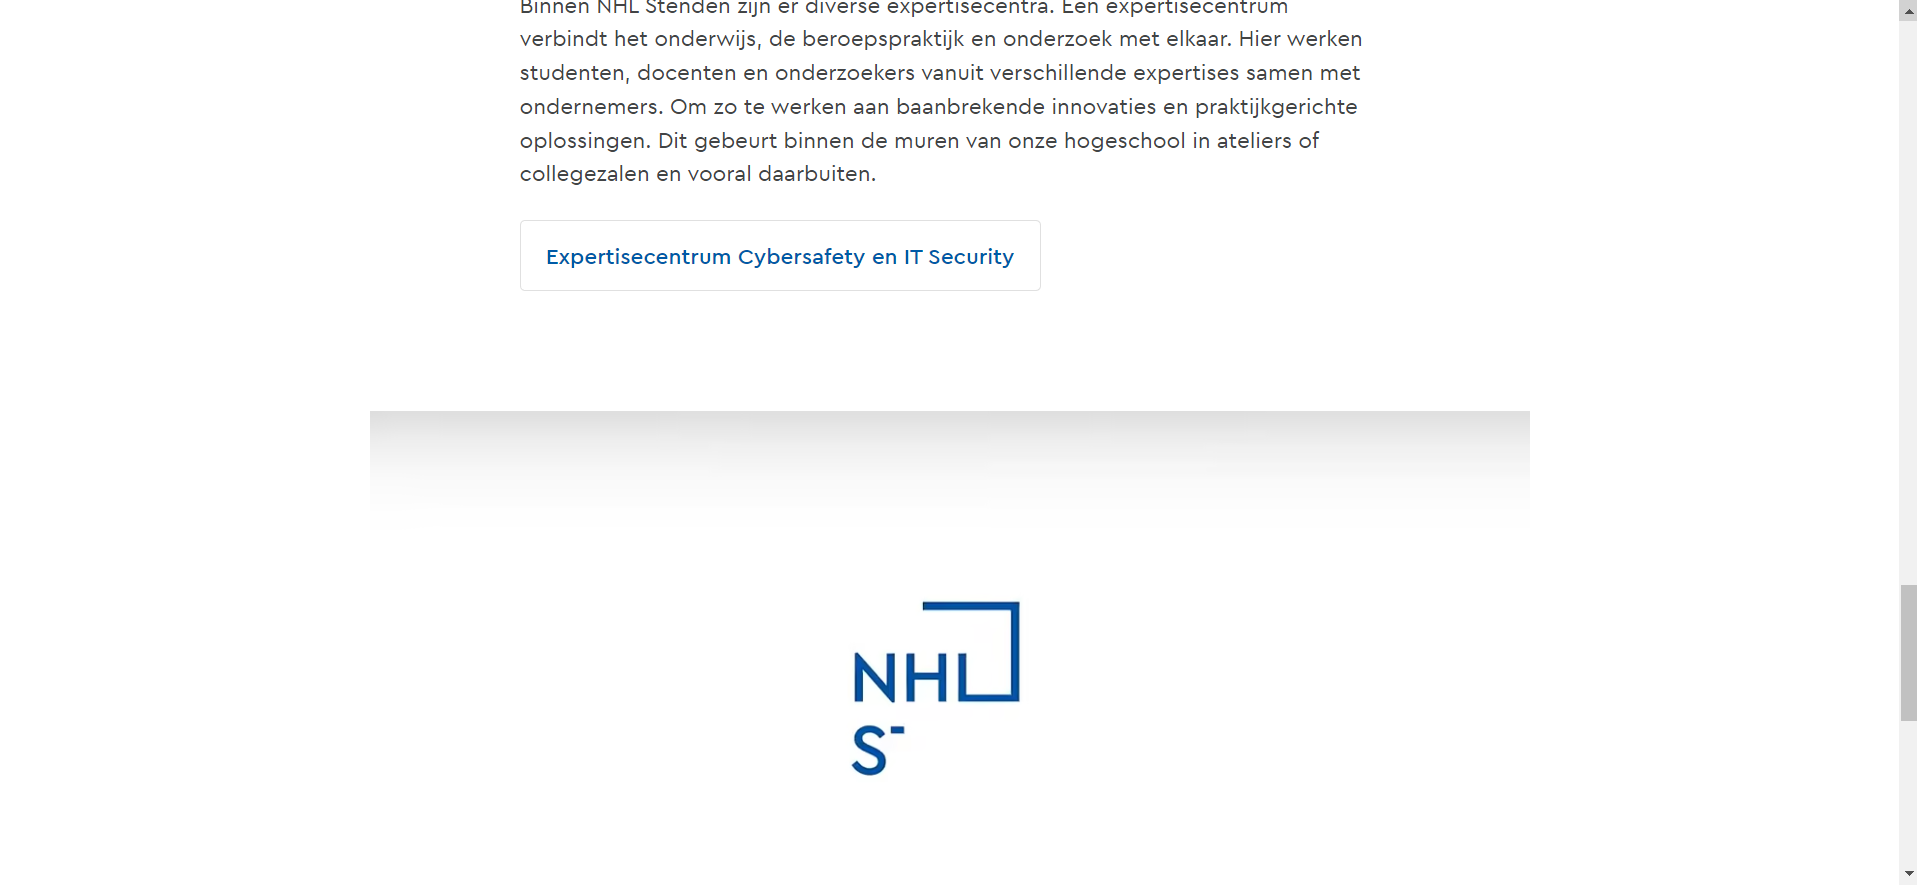 Binnen NHL Stenden zijn er diverse expertisecentra. Een expertisecentrum
verbindt het onderwijs, de beroepspraktijk en onderzoek met elkaar. Hier werken
studenten, docenten en onderzoekers vanuit verschillende expertises samen met
ondernemers. Om zo te werken aan baanbrekende innovaties en praktijkgerichte
oplossingen. Dit gebeurt binnen de muren van onze hogeschool in ateliers of
collegezalen en vooral daarbuiten.
Expertisecentrum Cybersafety en IT Security
NHL
S